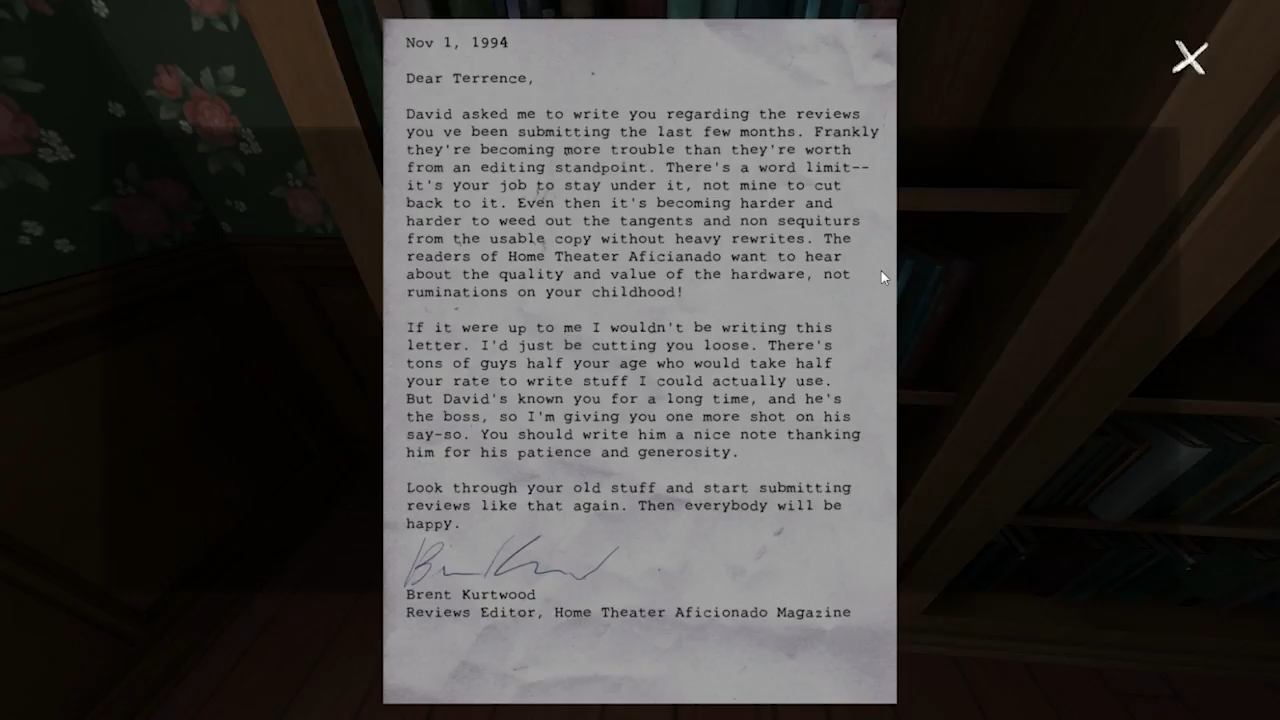 Nov 1, 1994
Dear Terrence,
David asked me to write you regarding the reviews
you ve been submitting the last few months. Frankly
they're becoming more trouble than they're worth
from an editing standpoint. There's a word limit--
it's your job to stay under it, not mine to cut
back to it. Even then it's becoming harder and
harder to weed out the tangents and non sequiturs
from the usable copy without heavy rewrites. The
readers of Home Theater Aficianado want to hear
about the quality and value of the hardware, not
ruminations on your childhood!
If it were up to me I wouldn't be writing this
letter. I'd just be cutting you loose. There's
tons of guys half your age who would take half
your rate to write stuff I could actually use.
But David's known you for a long time, and he's
the boss, so I'm giving you one more shot on his
say-so. You should write him a nice note thanking
him for his patience and generosity.
Look through your old stuff and start submitting
reviews like that again. Then everybody will be
happy.
Brent Kurtwood
Reviews Editor, Home Theater Aficionado Magazine